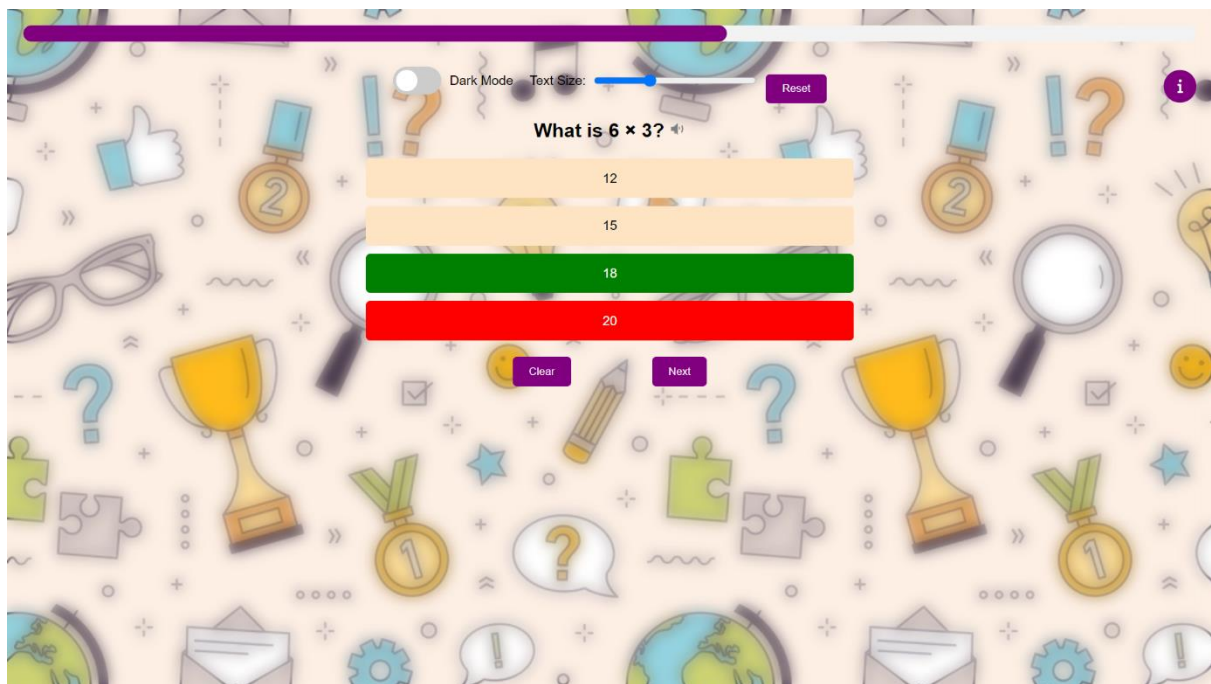 Dark Mode Text Size: Reset
i
What is 6 × 3?
12
15
18
20
Clear Next